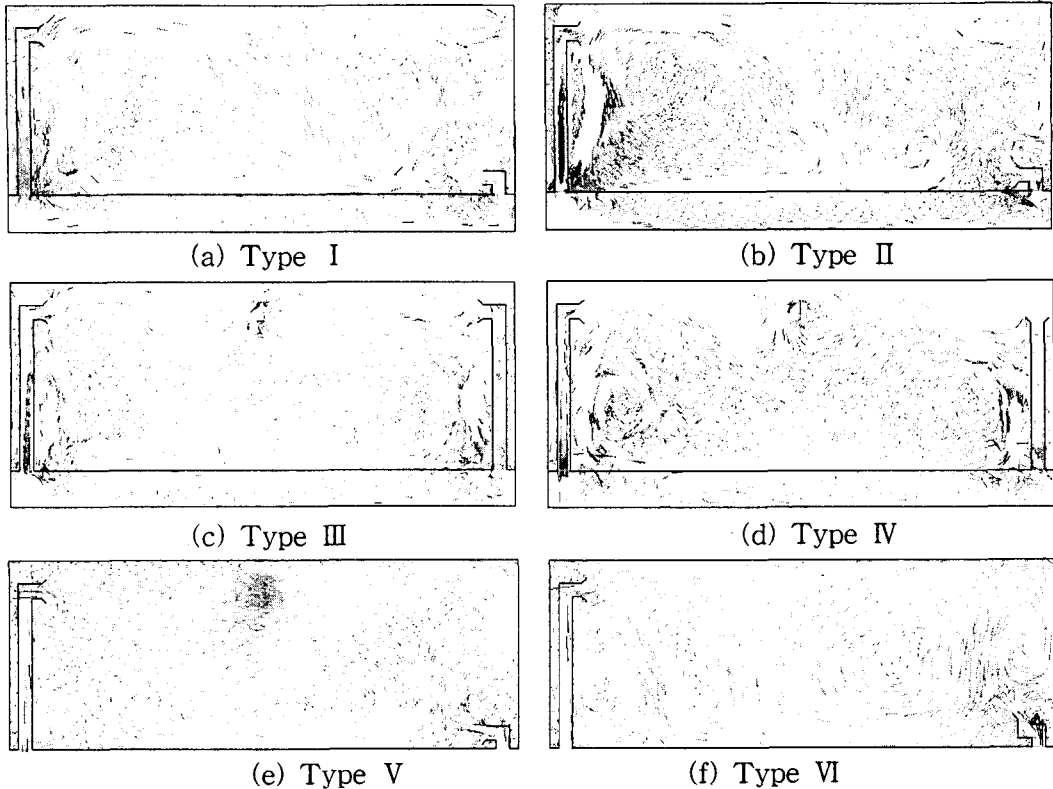 (a) Type Ⅰ
(b) Type Ⅱ
(c) Type Ⅲ
(d) Type Ⅳ
(e) Type Ⅴ
(f) Type Ⅵ